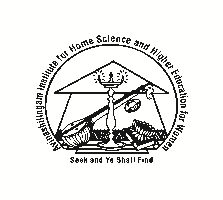 Avinashilingam Institute for Home Science and Higher Education for Women
Seek and Ye Shall Find